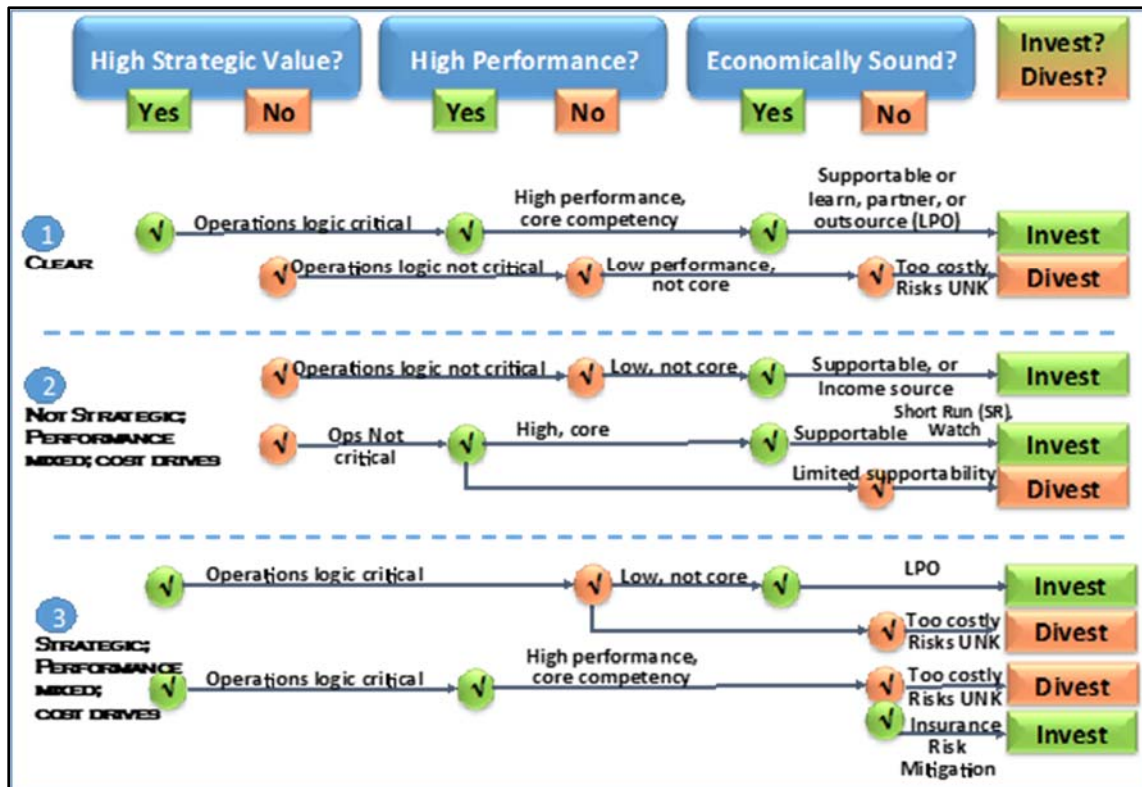 High Strategic Value?
Yes
No
High Performance?
Yes
No
Economically Sound?
Yes
No
Invest?
Divest?
1
CLEAR
√
Operations logic critical
√
High performance,
core competency
√
Supportable or
learn, partner, or
outsource (LPO)
Invest
√
Operations logic not critical
√
Low performance,
not core
√
Too costly
Risks UNK
Divest
2
NOT STRATEGIC;
PERFORMANCE
MIXED; COST DRIVES
√
Operations logic not critical
√
Low, not core
√
Supportable, or
Income source
Invest
√
Ops Not
critical
√
High, core
√
Supportable
Short Run (SR),
Watch
Invest
Limited supportability
√
Divest
3
STRATEGIC;
PERFORMANCE
MIXED;
COST DRIVES
√
Operations logic critical
√
Low, not core
√
LPO
Invest
√
Too costly
Risks UNK
Divest
√
Operations logic critical
√
High performance,
core competency
√
Too costly
Risks UNK
Divest
√
Insurance
Risk
Mitigation
Invest